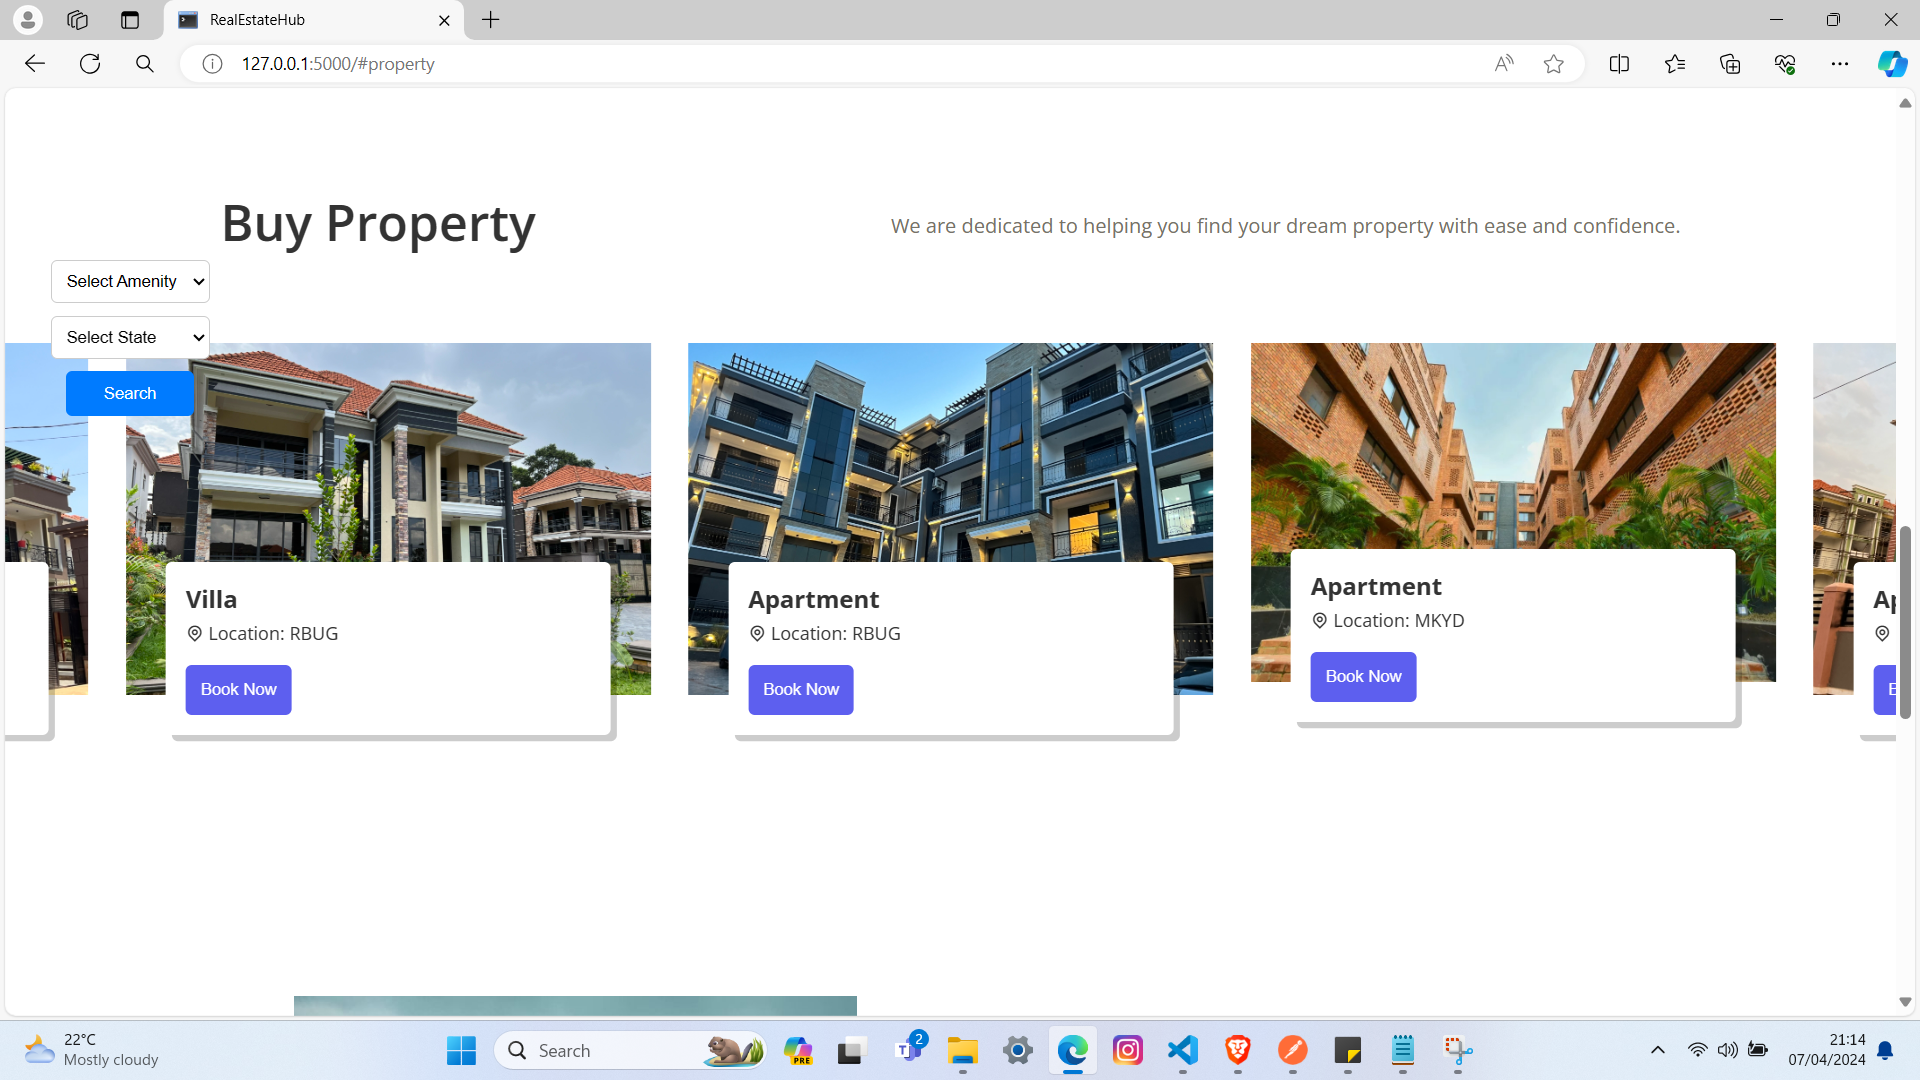 RealEstateHub
127.0.0.1:5000/#property
Buy Property
We are dedicated to helping you find your dream property with ease and confidence.
Select Amenity
Select State
Search
Villa
Location: RBUG
Book Now
Apartment
Location: RBUG
Book Now
Apartment
Location: MKYD
Book Now
22°C
Mostly cloudy
Search
PRE
2
21:14
07/04/2024